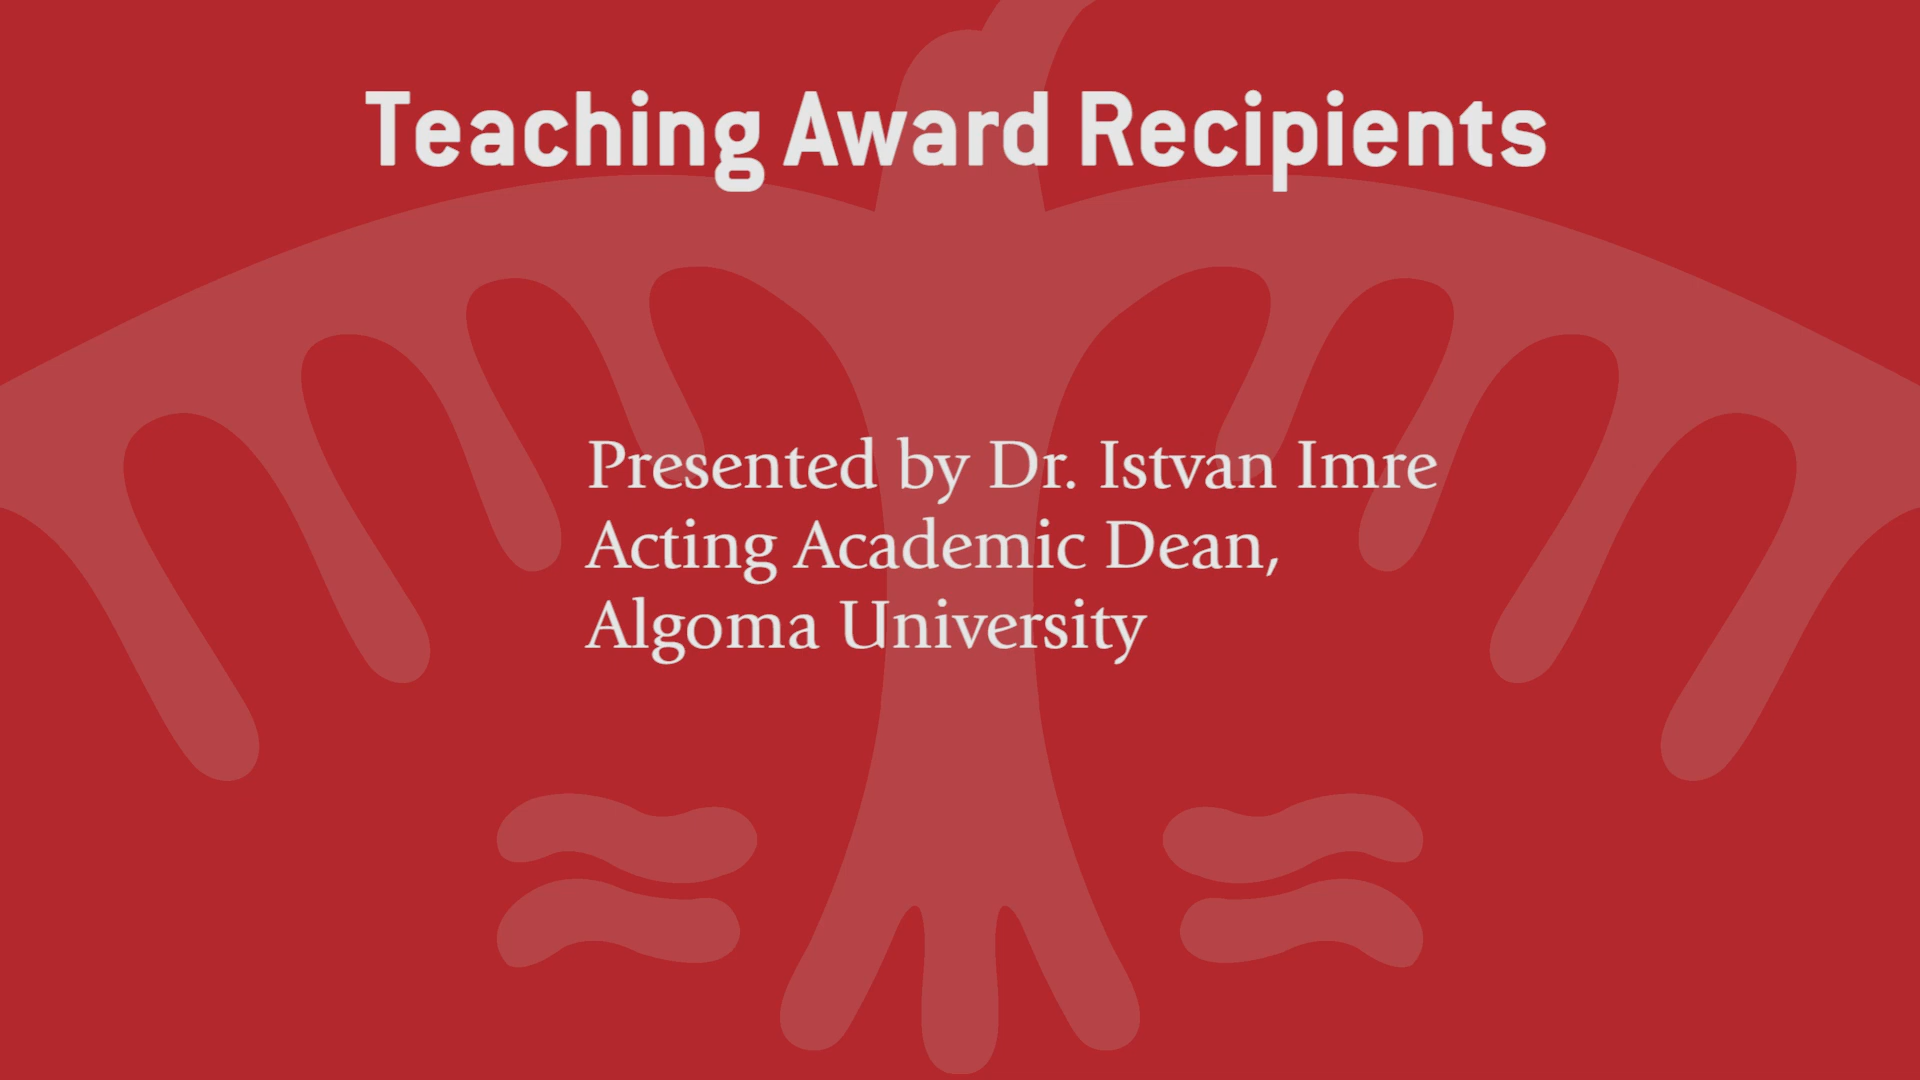 Teaching Award Recipients
Presented by Dr. Istvan Imre
Acting Academic Dean,
Algoma University